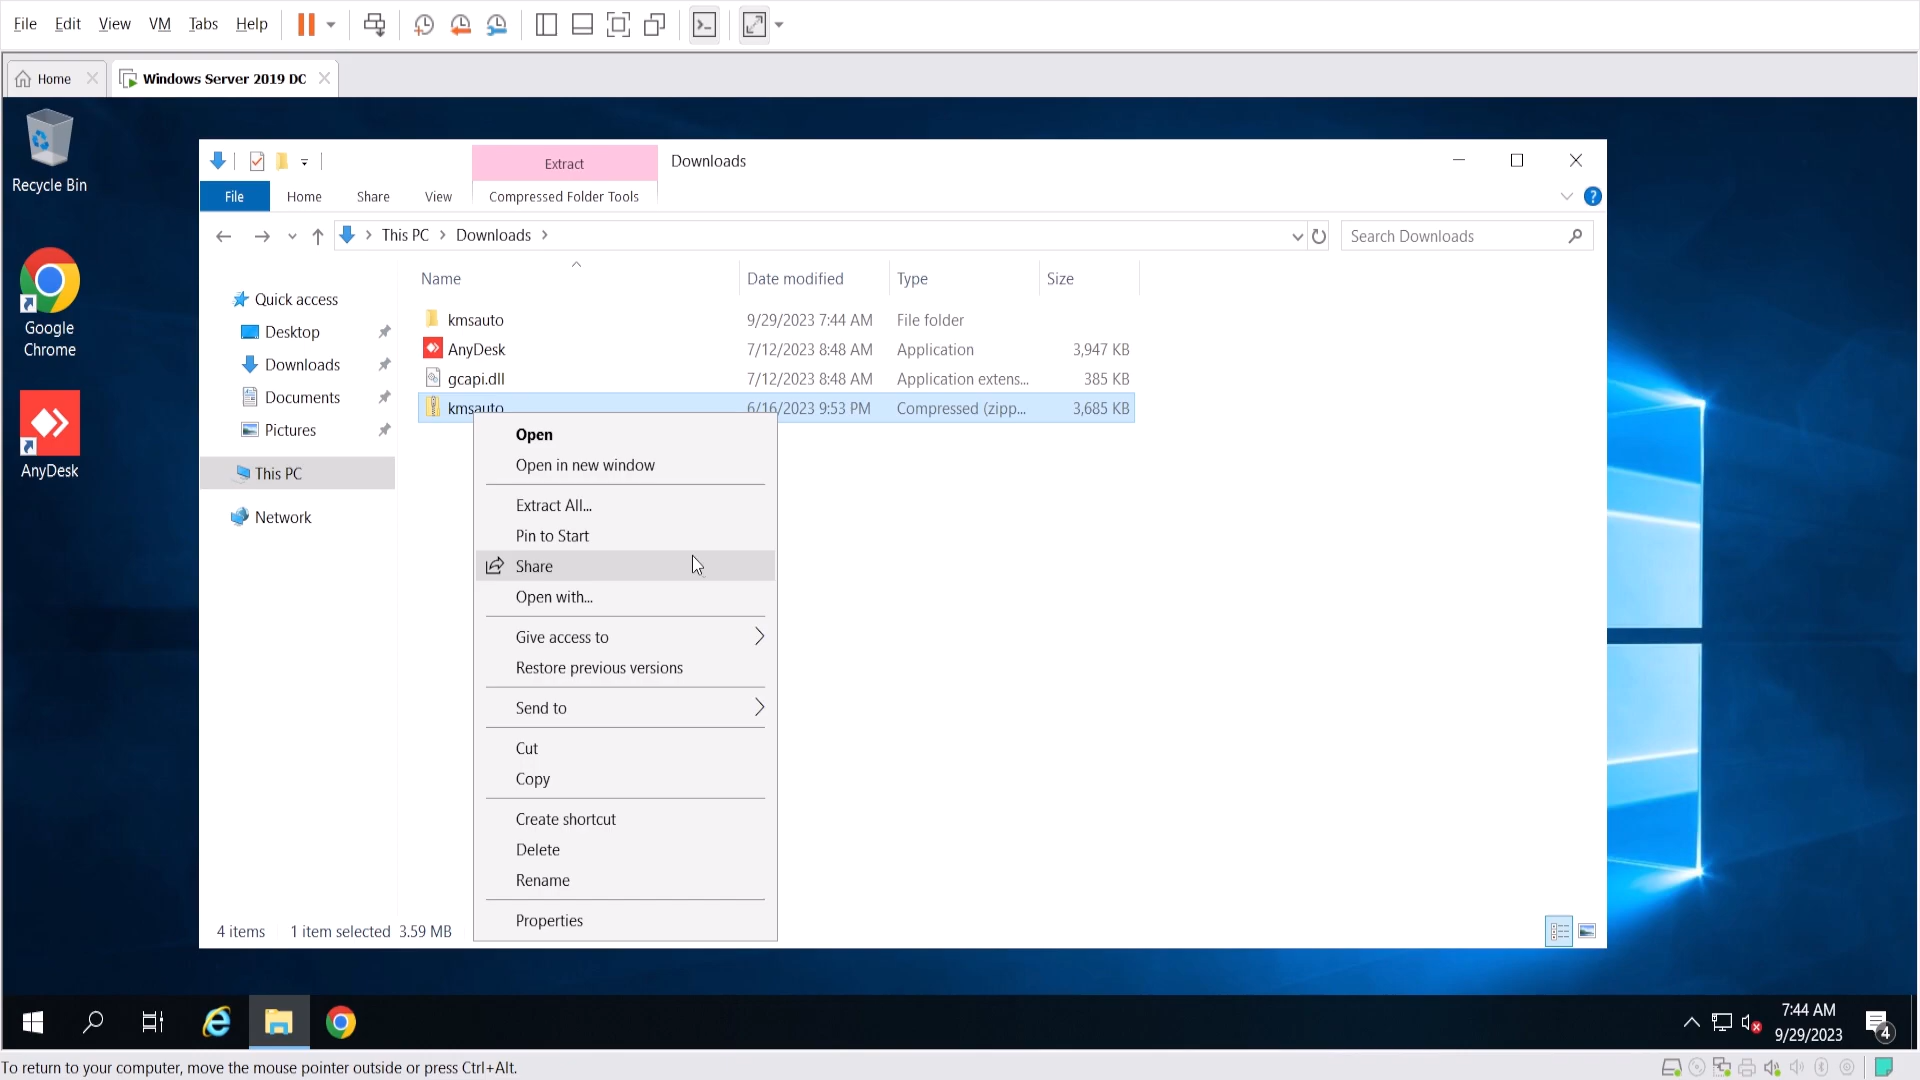 File Edit View VM Tabs Help
Home Windows Server 2019 DC
Recycle Bin
Google
Chrome
AnyDesk
Extract Downloads
File Home Share View Compressed Folder Tools
This PC Downloads Search Downloads
Name Date modified Type Size
kmsauto 9/29/2023 7:44 AM File folder
AnyDesk 7/12/2023 8:48 AM Application 3,947 KB
gcapi.dll 7/12/2023 8:48 AM Application extens... 385 KB
kmsauto 6/16/2023 9:53 PM Compressed (zipp... 3,685 KB
Quick access
Desktop
Downloads
Documents
Pictures
This PC
Network
Open
Open in new window
Extract All...
Pin to Start
Share
Open with...
Give access to
Restore previous versions
Send to
Cut
Copy
Create shortcut
Delete
Rename
Properties
4 items 1 item selected 3.59 MB
7:44 AM
9/29/2023
4
To return to your computer, move the mouse pointer outside or press Ctrl+Alt.